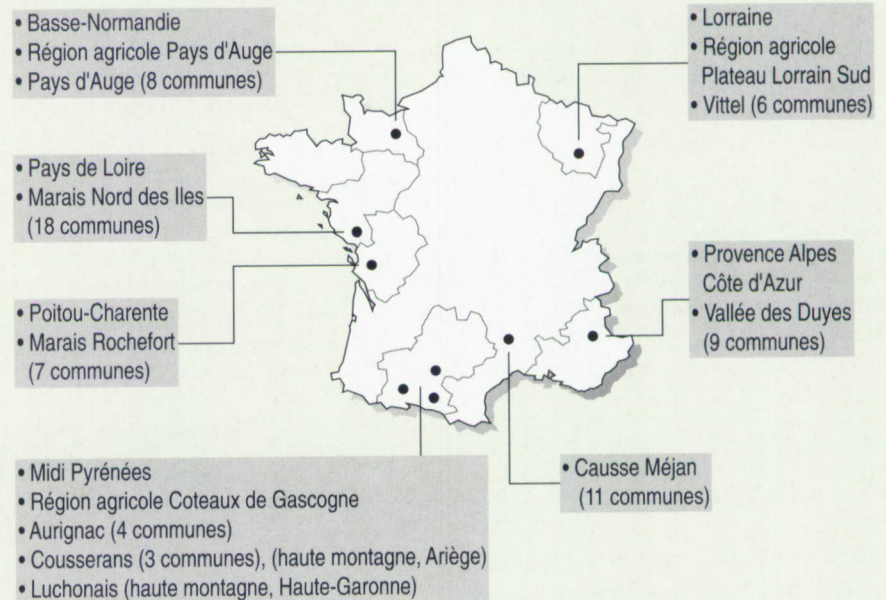 • Basse-Normandie
• Région agricole Pays d'Auge
• Pays d'Auge (8 communes)
• Lorraine
• Région agricole
Plateau Lorrain Sud
• Vittel (6 communes)
• Pays de Loire
• Marais Nord des Iles
(18 communes)
• Provence Alpes
Côte d'Azur
• Vallée des Duyes
(9 communes)
• Poitou-Charente
• Marais Rochefort
(7 communes)
• Midi Pyrénées
• Région agricole Coteaux de Gascogne
• Aurignac (4 communes)
• Cousserans (3 communes), (haute montagne, Ariège)
• Luchonais (haute montagne, Haute-Garonne)
• Causse Méjan
(11 communes)